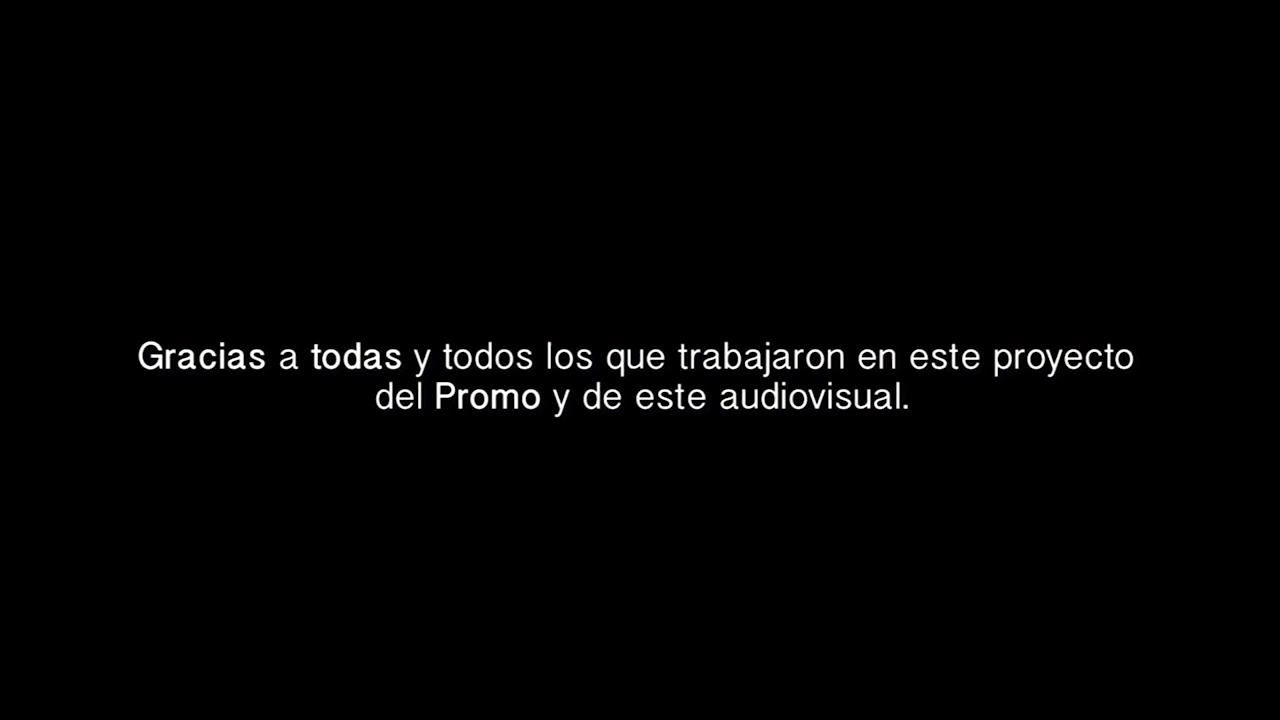 Gracias a todas y todos los que trabajaron en este proyecto
del Promo y de este audiovisual.